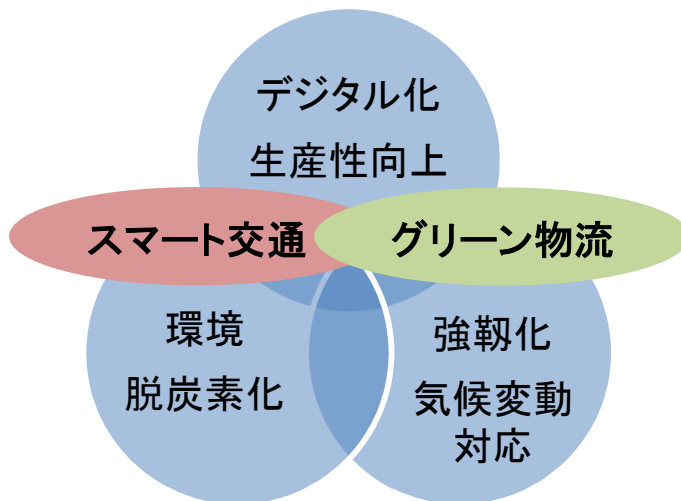 デジタル化
生産性向上
スマート交通
グリーン物流
環境
脱炭素化
強靱化
気候変動
対応